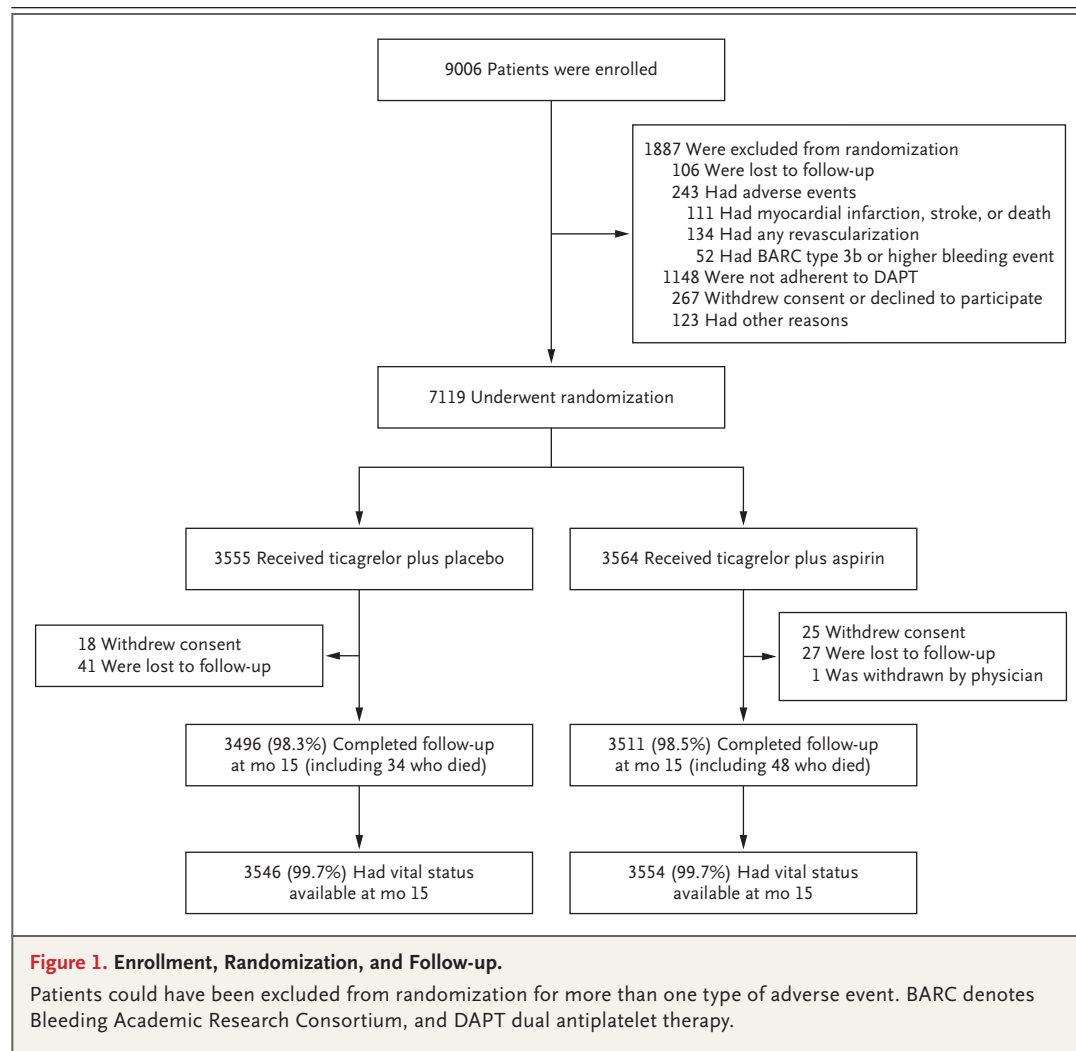 9006 Patients were enrolled
1887 Were excluded from randomization
106 Were lost to follow-up
243 Had adverse events
111 Had myocardial infarction, stroke, or death
134 Had any revascularization
52 Had BARC type 3b or higher bleeding event
1148 Were not adherent to DAPT
267 Withdrew consent or declined to participate
123 Had other reasons
7119 Underwent randomization
3555 Received ticagrelor plus placebo
3564 Received ticagrelor plus aspirin
18 Withdrew consent
41 Were lost to follow-up
25 Withdrew consent
27 Were lost to follow-up
1 Was withdrawn by physician
3496 (98.3%) Completed follow-up
at mo 15 (including 34 who died)
3511 (98.5%) Completed follow-up
at mo 15 (including 48 who died)
3546 (99.7%) Had vital status
available at mo 15
3554 (99.7%) Had vital status
available at mo 15
Figure 1. Enrollment, Randomization, and Follow-up.
Patients could have been excluded from randomization for more than one type of adverse event. BARC denotes
Bleeding Academic Research Consortium, and DAPT dual antiplatelet therapy.